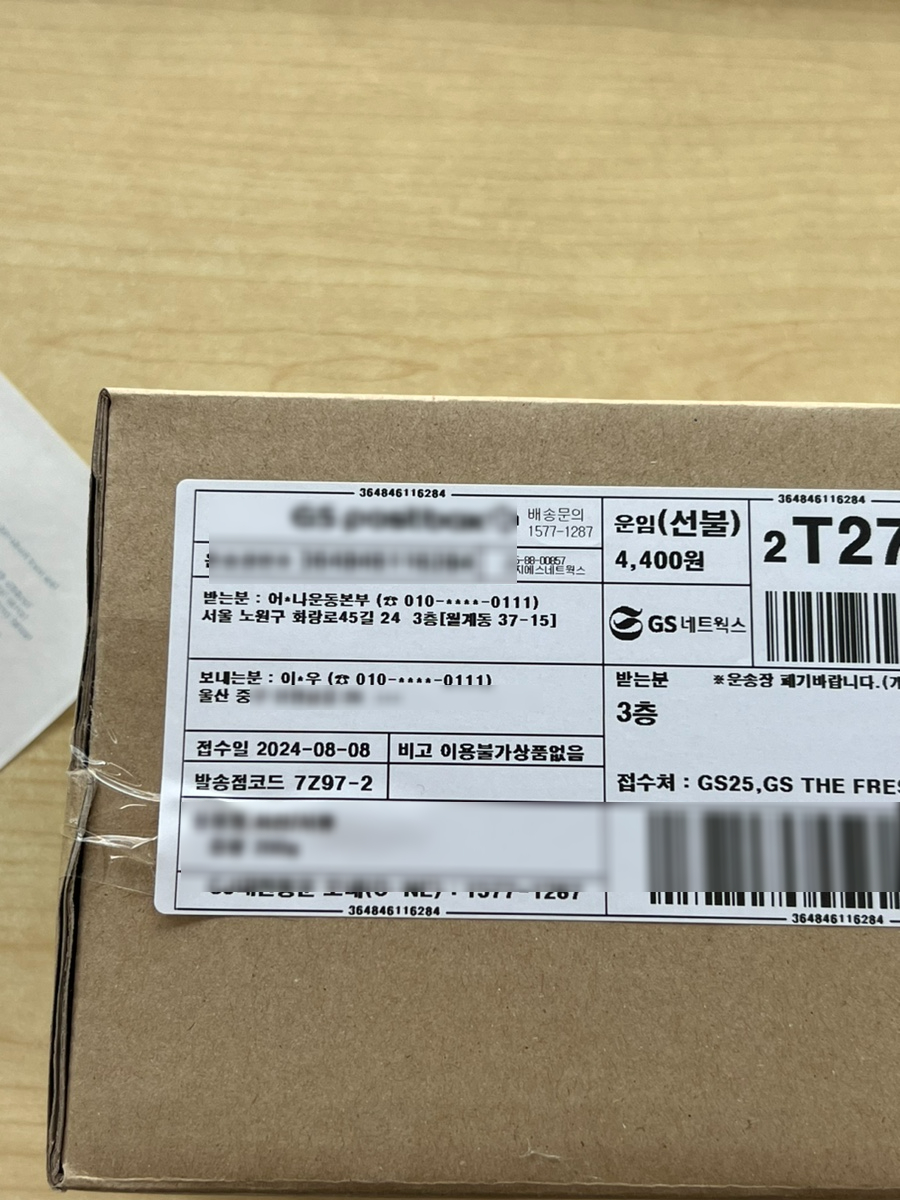 364846116284
364846116284
배송문의
1577-1287
운임(선불)
4,400원
2T27
-88-00857
지에스네트웍스
받는분 : 어*나운동본부 (☎ 010-****-0111)
서울 노원구 화랑로45길 24 3층[월계동 37-15]
GS네트웍스
보내는분 : 이*우 (☎ 010-****-0111)
울산 중
받는분 ※운송장 폐기바랍니다.(개
3층
접수일 2024-08-08
비고 이용불가상품없음
발송점코드 7Z97-2
접수처 : GS25,GS THE FRES
364846116284
364846116284